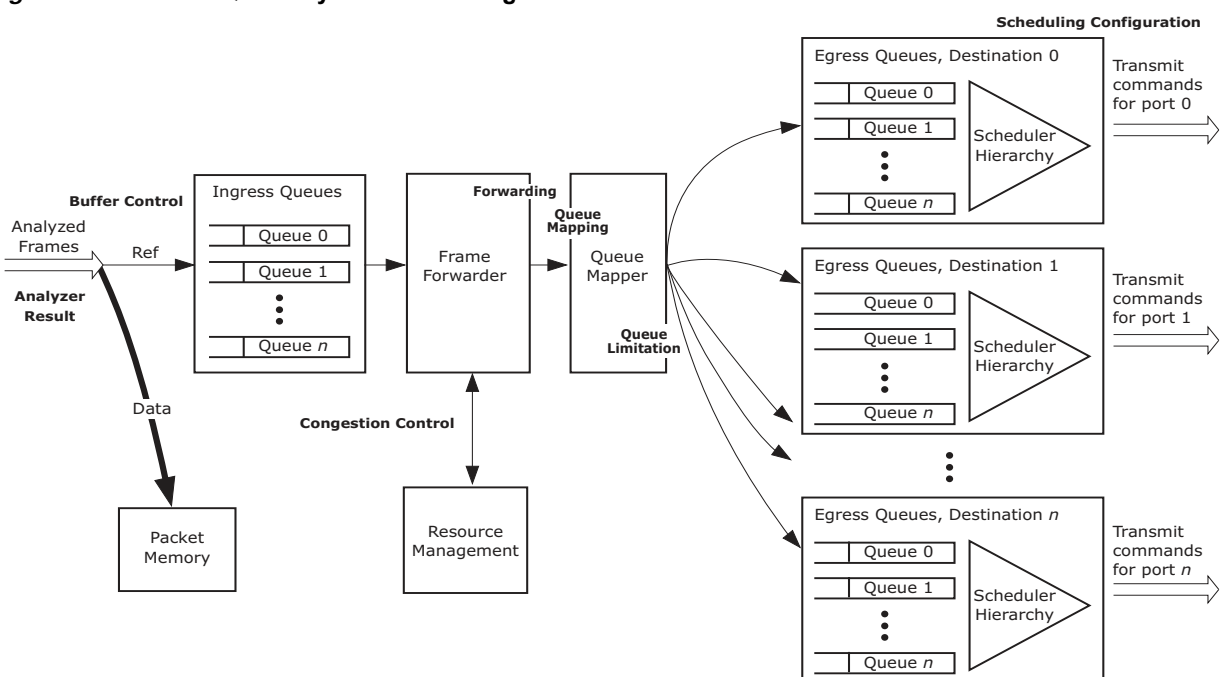 Scheduling Configuration
Egress Queues, Destination 0
Queue 0
Queue 1
Queue n
Scheduler
Hierarchy
Transmit
commands
for port 0
Buffer Control
Analyzed
Frames
Ref
Analyzer
Result
Data
Packet
Memory
Ingress Queues
Queue 0
Queue 1
Queue n
Forwarding
Frame
Forwarder
Congestion Control
Resource
Management
Queue
Mapping
Queue
Mapper
Queue
Limitation
Egress Queues, Destination 1
Queue 0
Queue 1
Queue n
Scheduler
Hierarchy
Transmit
commands
for port 1
Egress Queues, Destination n
Queue 0
Queue 1
Queue n
Scheduler
Hierarchy
Transmit
commands
for port n